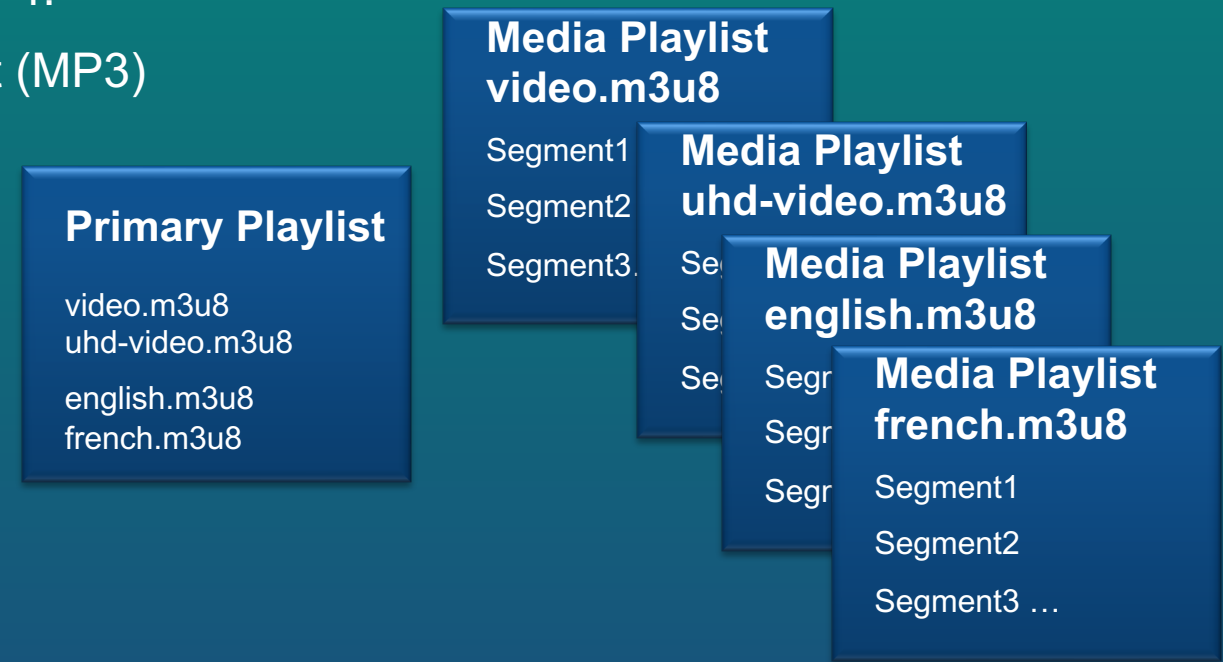 (MP3)
Primary Playlist
video.m3u8
uhd-video.m3u8
english.m3u8
french.m3u8
Media Playlist
video.m3u8
Segment1
Segment2
Segment3.
Media Playlist
uhd-video.m3u8
Media Playlist
english.m3u8
Media Playlist
french.m3u8
Segment1
Segment2
Segment3 …